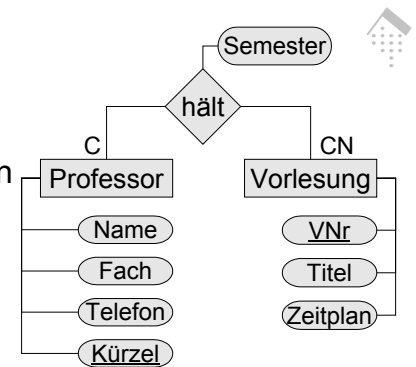 Semester
hält
C
CN
n
Professor
Vorlesung
Name
VNr
Fach
Titel
Telefon
Zeitplan
Kürzel